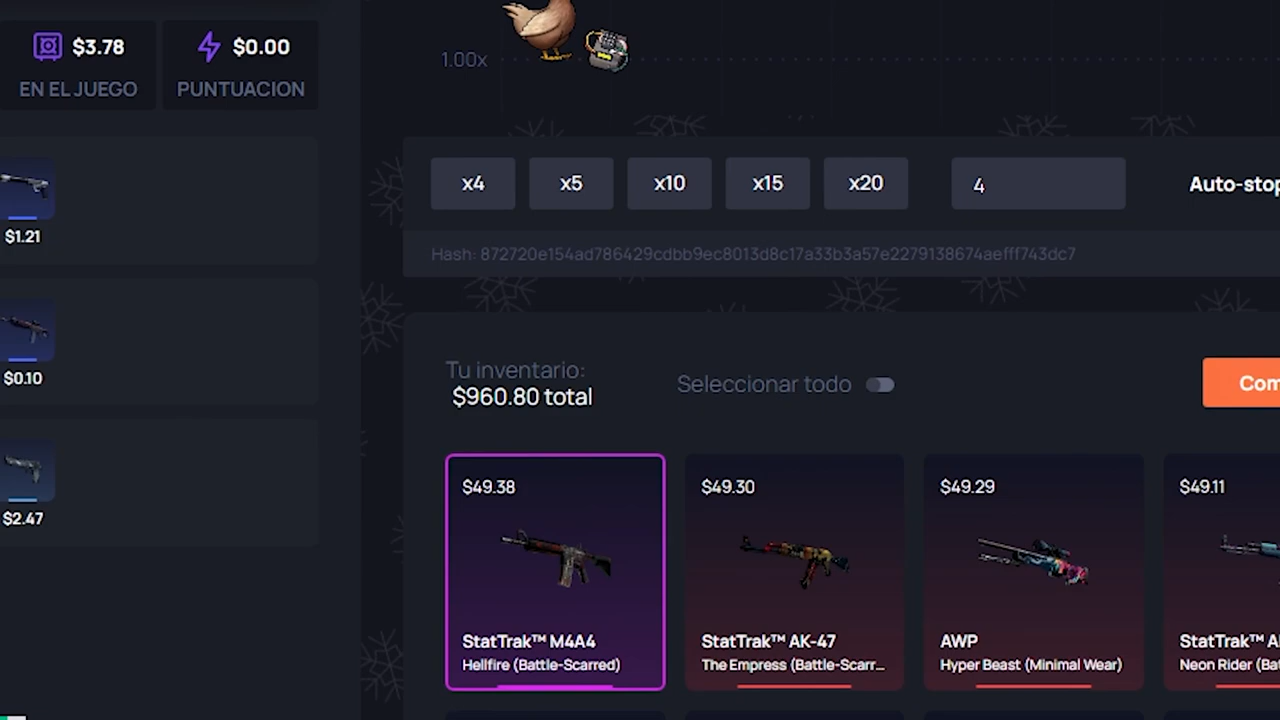 $3.78
EN EL JUEGO
$0.00
PUNTUACION
$1.21
$0.10
$2.47
1.00x
x4
x5
x10
x15
x20
4
Auto-stop
Hash: 872720e154ad786429cdbb9ec8013d8c17a33b3a57e2279138674aefff743dc7
Tu inventario:
$960.80 total
Seleccionar todo
Com
$49.38
StatTrak™ M4A4
Hellfire (Battle-Scarred)
$49.30
StatTrak™ AK-47
The Empress (Battle-Scarr...
$49.29
AWP
Hyper Beast (Minimal Wear)
$49.11
StatTrak™ A
Neon Rider (Bat